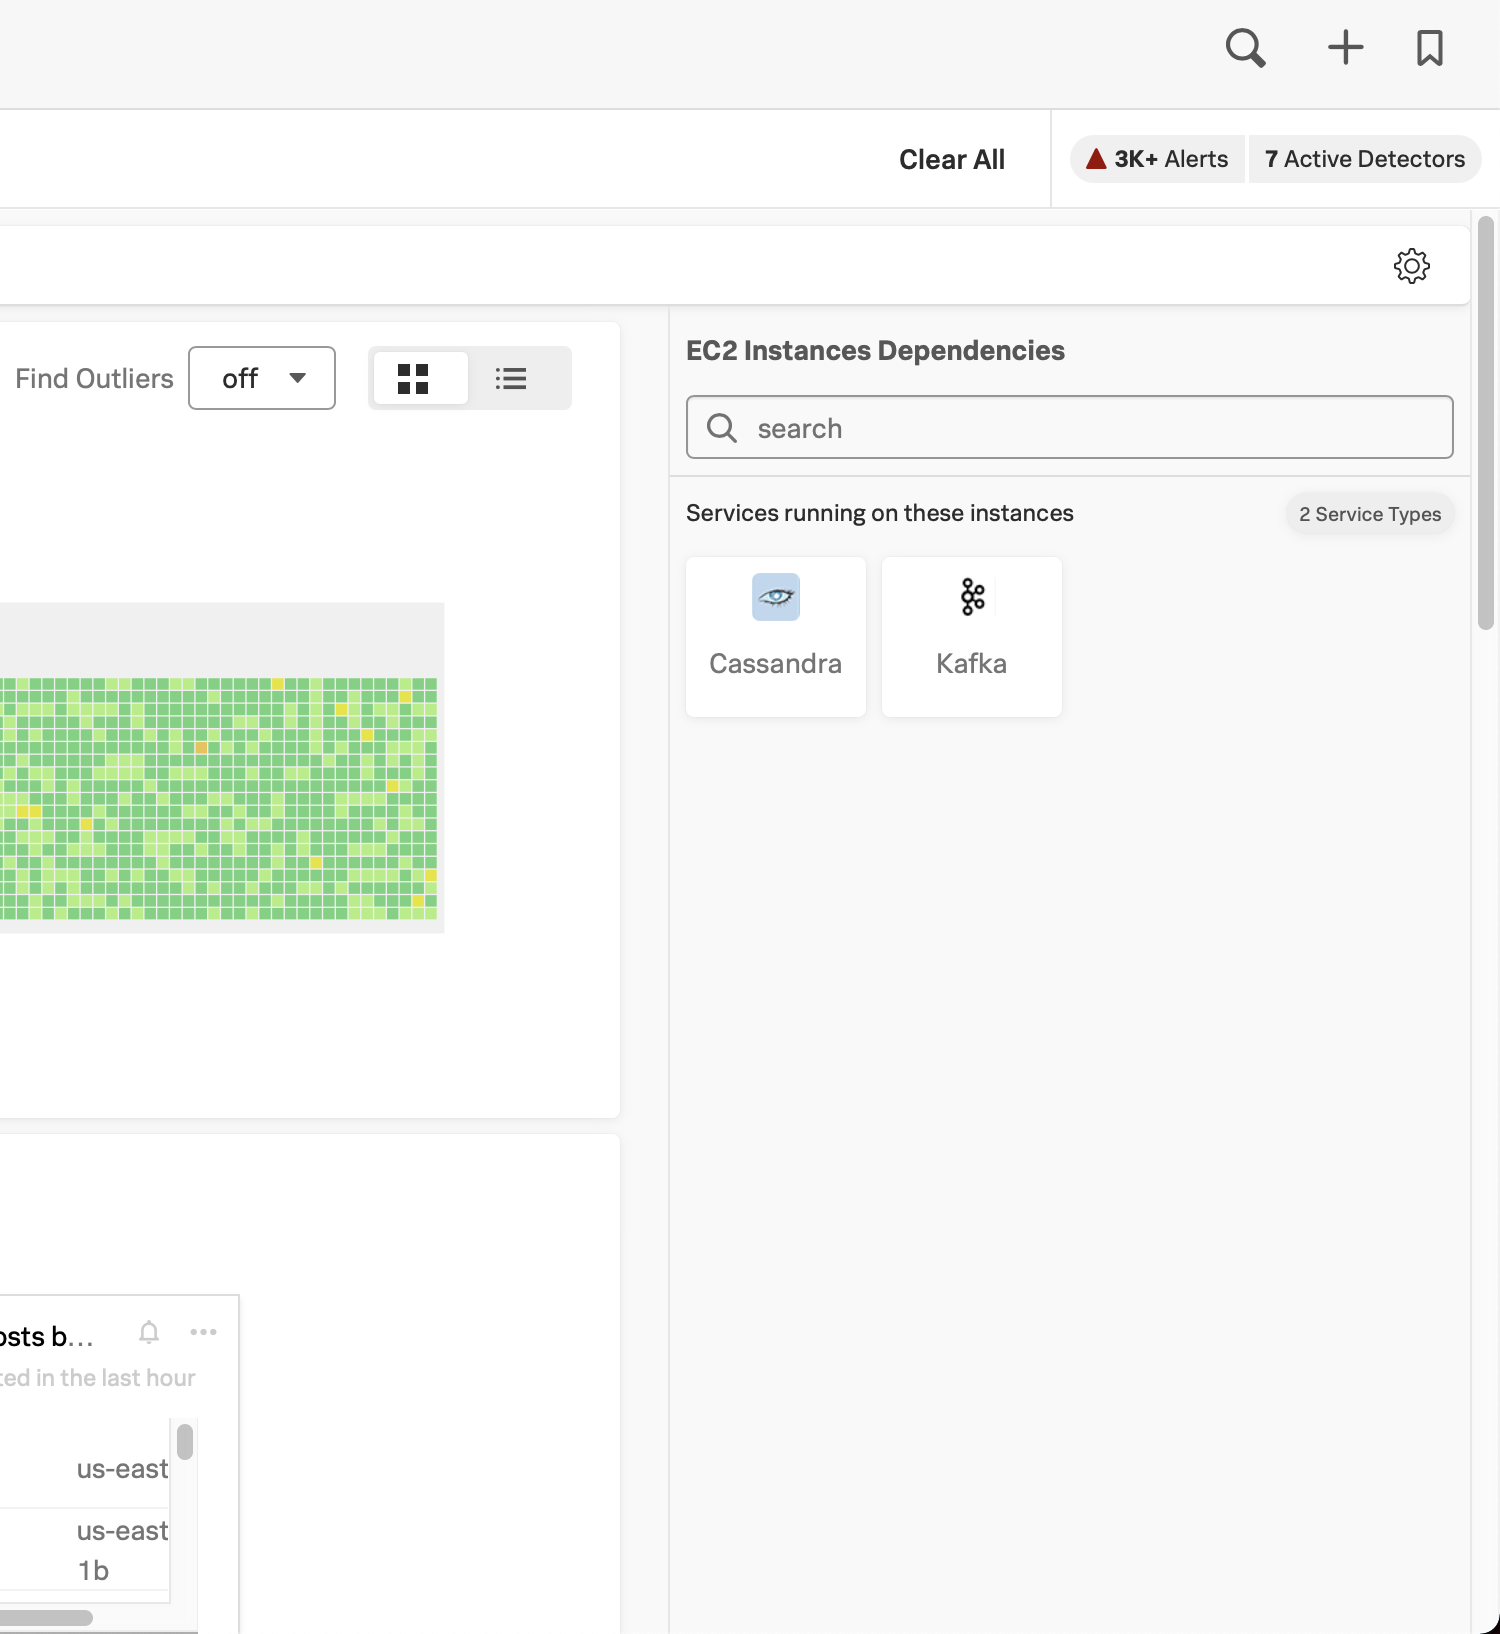 Clear All
3K+ Alerts
7 Active Detectors
Find Outliers
off
EC2 Instances Dependencies
search
Services running on these instances
2 Service Types
Cassandra
Kafka
osts b...
ted in the last hour
us-east
us-east
1b